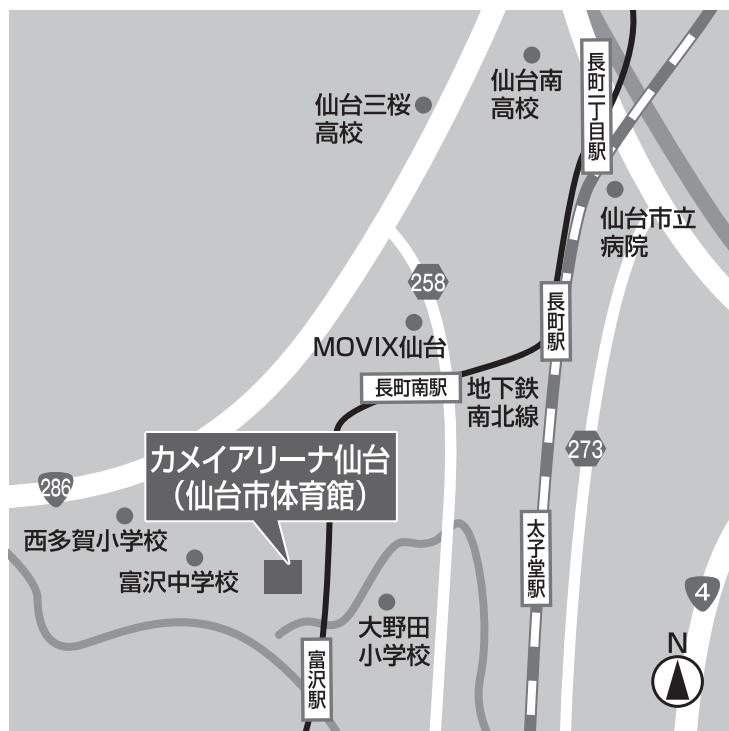 仙台南
高校
長町一丁目駅
仙台三桜
高校
仙台市立
病院
258
長町駅
MOVIX仙台
長町南駅
地下鉄
南北線
カメイアリーナ仙台
（仙台市体育館）
273
286
西多賀小学校
太子堂駅
富沢中学校
4
大野田
小学校
N
富沢駅